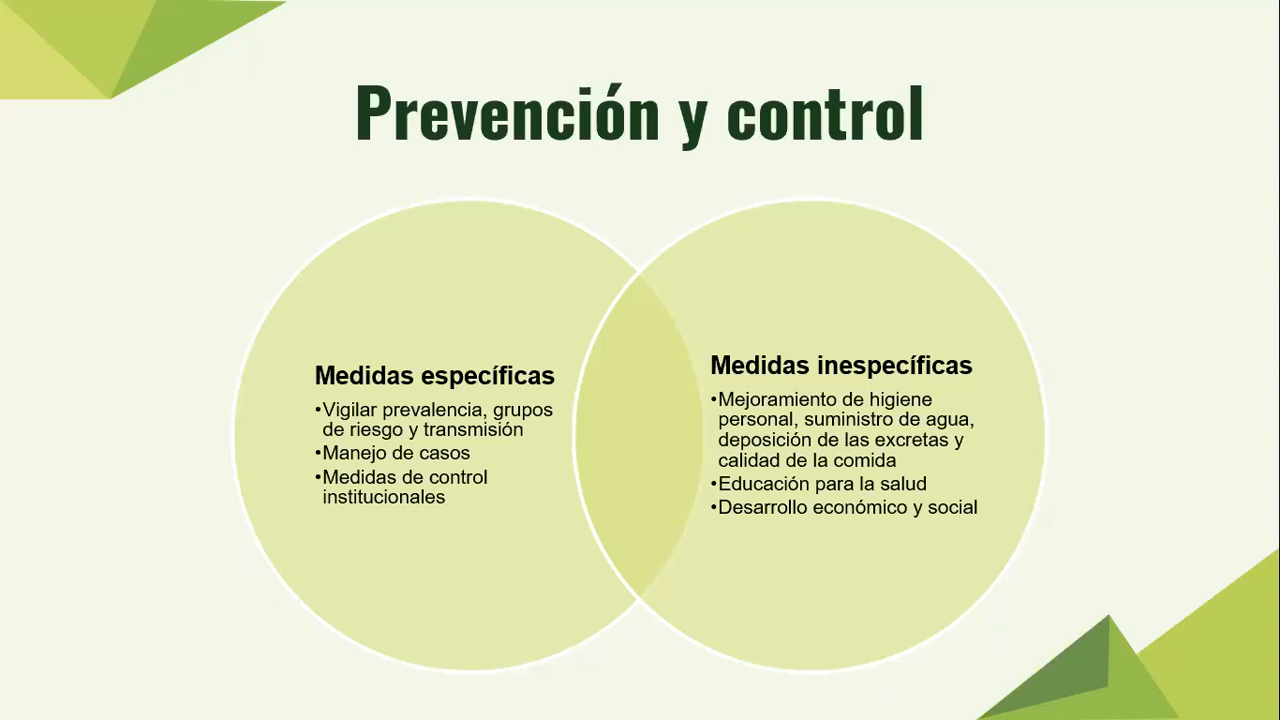 Prevención y control
Medidas específicas
•Vigilar prevalencia, grupos
de riesgo y transmisión
•Manejo de casos
•Medidas de control
institucionales
Medidas inespecíficas
•Mejoramiento de higiene
personal, suministro de agua,
deposición de las excretas y
calidad de la comida
•Educación para la salud
•Desarrollo económico y social